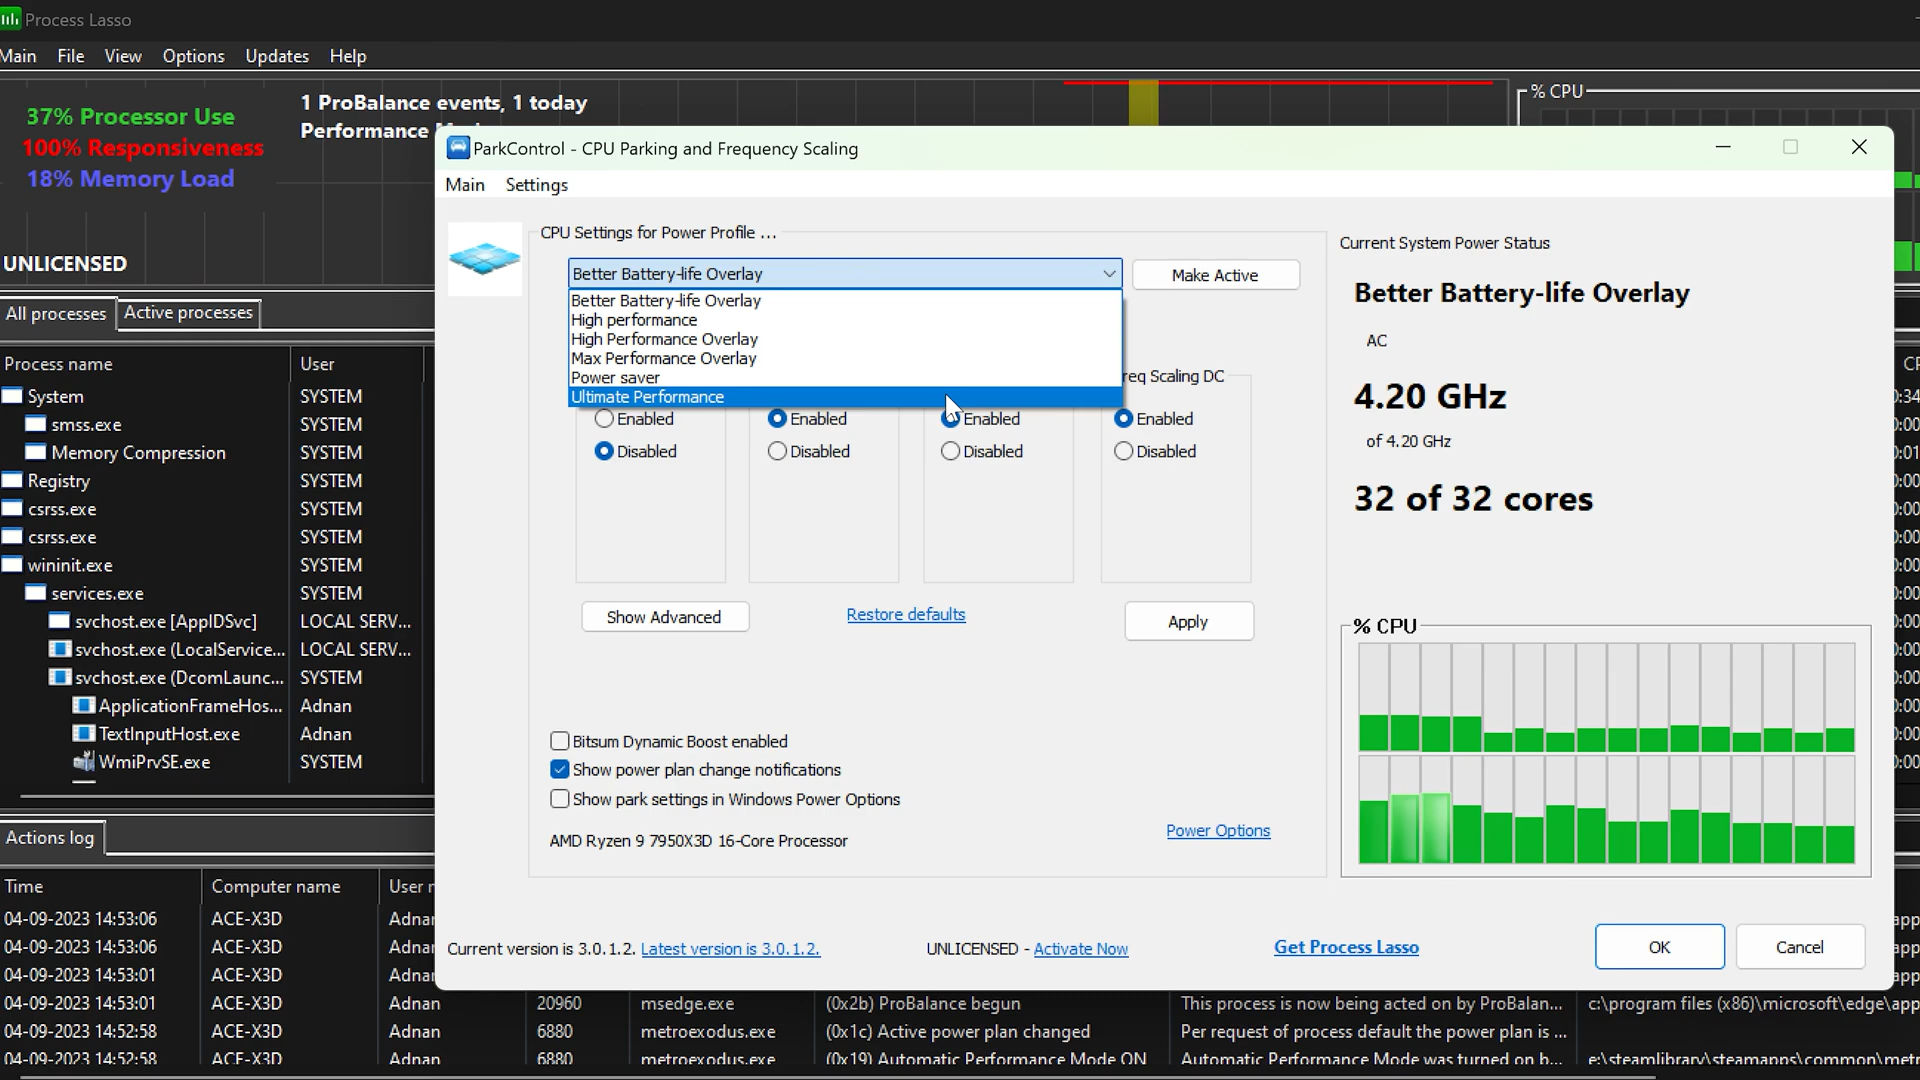 Process Lasso
Main File View Options Updates Help
37% Processor Use
100% Responsiveness
18% Memory Load
1 ProBalance events, 1 today
Performance
UNLICENSED
% CPU
All processes
Active processes
Process name User
System SYSTEM
smss.exe SYSTEM
Memory Compression SYSTEM
Registry SYSTEM
csrss.exe SYSTEM
csrss.exe SYSTEM
wininit.exe SYSTEM
services.exe SYSTEM
svchost.exe [AppIDSvc] LOCAL SERV...
svchost.exe (LocalService... LOCAL SERV...
svchost.exe (DcomLaunc... SYSTEM
ApplicationFrameHos... Adnan
TextInputHost.exe Adnan
WmiPrvSE.exe SYSTEM
ParkControl - CPU Parking and Frequency Scaling
Main Settings
CPU Settings for Power Profile ...
Better Battery-life Overlay
Make Active
Better Battery-life Overlay
High performance
High Performance Overlay
Max Performance Overlay
Power saver
Ultimate Performance
req Scaling DC
Enabled Enabled Enabled Enabled
Disabled Disabled Disabled Disabled
Show Advanced
Restore defaults
Apply
Bitsum Dynamic Boost enabled
Show power plan change notifications
Show park settings in Windows Power Options
AMD Ryzen 9 7950X3D 16-Core Processor
Power Options
Current System Power Status
Better Battery-life Overlay
AC
4.20 GHz
of 4.20 GHz
32 of 32 cores
% CPU
Current version is 3.0.1.2. Latest version is 3.0.1.2.
UNLICENSED - Activate Now
Get Process Lasso
OK
Cancel
Actions log
Time Computer name User n
04-09-2023 14:53:06 ACE-X3D Adnan
04-09-2023 14:53:06 ACE-X3D Adnan
04-09-2023 14:53:01 ACE-X3D Adnan
04-09-2023 14:53:01 ACE-X3D Adnan 20960 msedge.exe (0x2b) ProBalance begun This process is now being acted on by ProBalan... c:\program files (x86)\microsoft\edge\app
04-09-2023 14:52:58 ACE-X3D Adnan 6880 metroexodus.exe (0x1c) Active power plan changed Per request of process default the power plan is ...
04-09-2023 14:52:58 ACE-X3D Adnan 6880 metroexodus.exe (0x19) Automatic Performance Mode ON Automatic Performance Mode was turned on b... e:\steamlibrary\steamapps\common\metr